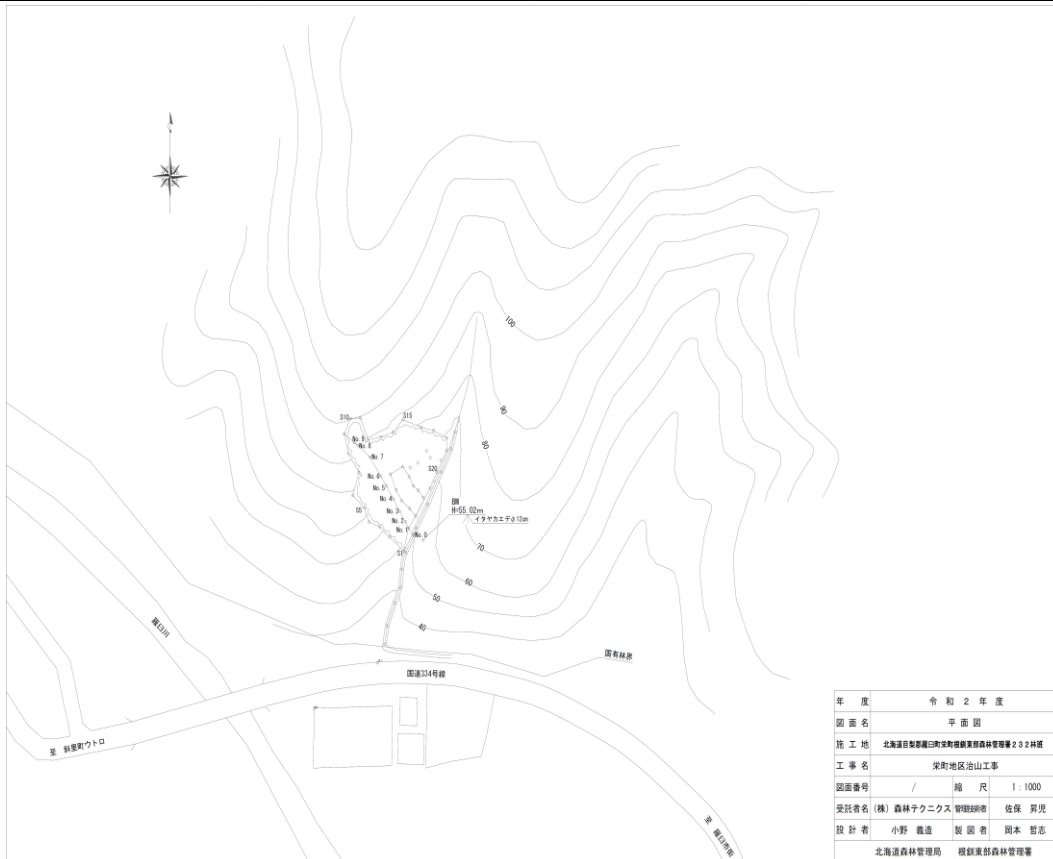 100
90
80
70
60
50
40
S10
S15
No. 9
No. 8
No. 7
No. 6
No. 5
No. 4
No. 3
No. 2
No. 1
No. 0
S20
S5
S1
BM
H=55.02m
イタヤカエデφ12cm
羅臼川
国有林界
国道334号線
至 斜里町ウトロ
至 羅臼市街
年 度 令 和 2 年 度
図 面 名 平 面 図
施 工 地 北海道目梨郡羅臼町栄町根釧東部森林管理署232林班
工 事 名 栄町地区治山工事
図面番号 / 縮 尺 1:1000
受託者名 (株) 森林テクニクス 管理技術者 佐保 昇児
設 計 者 小野 義造 製 図 者 岡本 哲志
北海道森林管理局 根釧東部森林管理署